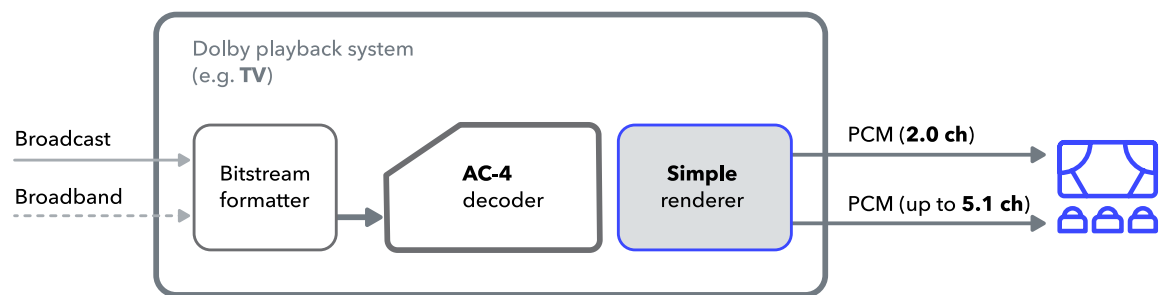 Dolby playback system
(e.g. TV)
Broadcast
Broadband
Bitstream
formatter
AC-4
decoder
Simple
renderer
PCM (2.0 ch)
PCM (up to 5.1 ch)